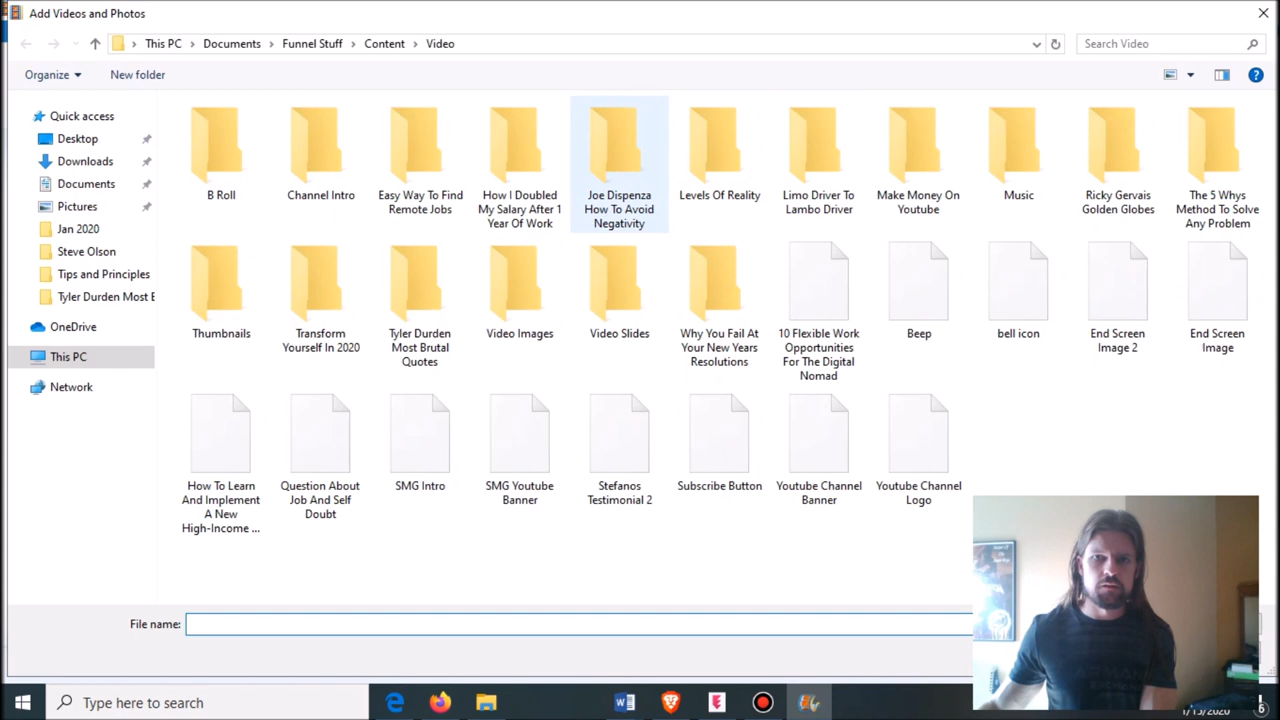 Add Videos and Photos
This PC
Documents
Funnel Stuff
Content
Video
Search Video
Organize
New folder
Quick access
Desktop
Downloads
Documents
Pictures
Jan 2020
Steve Olson
Tips and Principles
Tyler Durden Most B
OneDrive
This PC
Network
B Roll
Channel Intro
Easy Way To Find
Remote Jobs
How I Doubled
My Salary After 1
Year Of Work
Joe Dispenza
How To Avoid
Negativity
Levels Of Reality
Limo Driver To
Lambo Driver
Make Money On
Youtube
Music
Ricky Gervais
Golden Globes
The 5 Whys
Method To Solve
Any Problem
Thumbnails
Transform
Yourself In 2020
Tyler Durden
Most Brutal
Quotes
Video Images
Video Slides
Why You Fail At
Your New Years
Resolutions
10 Flexible Work
Opportunities
For The Digital
Nomad
Beep
bell icon
End Screen
Image 2
End Screen
Image
How To Learn
And Implement
A New
High-Income ...
Question About
Job And Self
Doubt
SMG Intro
SMG Youtube
Banner
Stefanos
Testimonial 2
Subscribe Button
Youtube Channel
Banner
Youtube Channel
Logo
File name:
ARMANI
Type here to search
1/15/2020